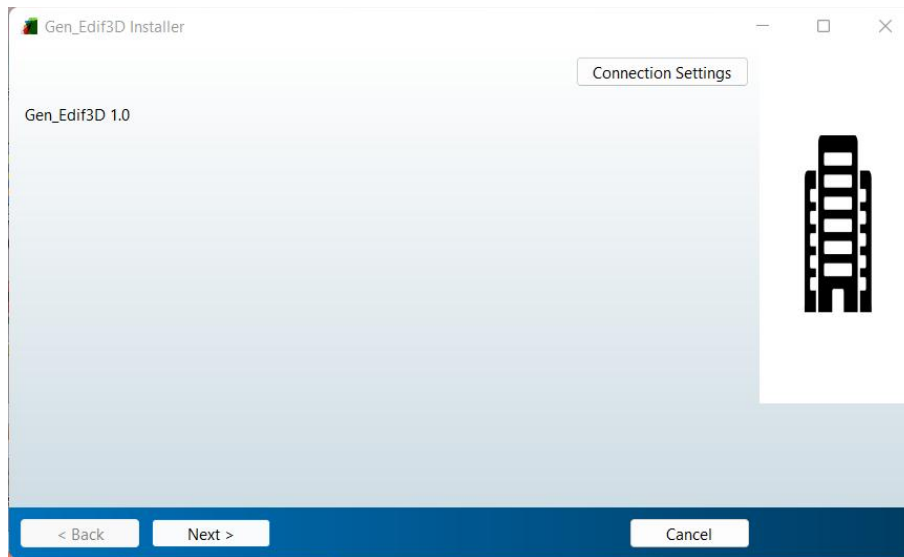 Gen_Edif3D Installer
Connection Settings
Gen_Edif3D 1.0
< Back
Next >
Cancel